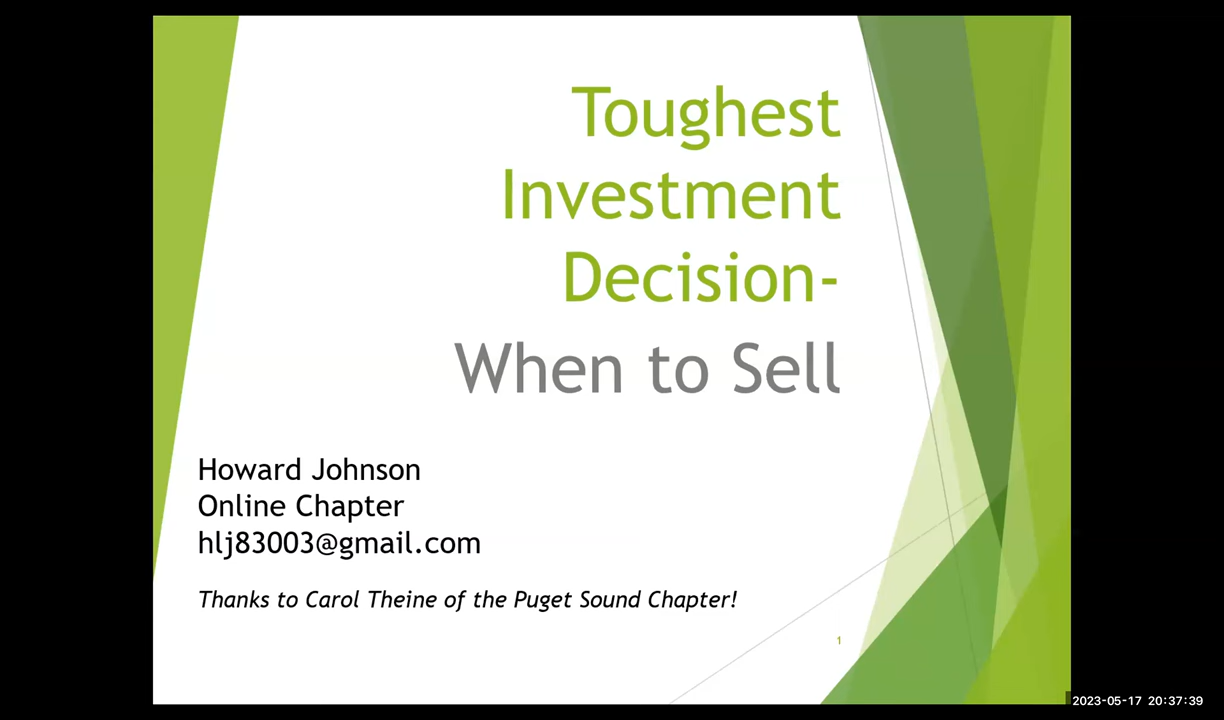 Toughest
Investment
Decision-
When to Sell
Howard Johnson
Online Chapter
hlj83003@gmail.com
Thanks to Carol Theine of the Puget Sound Chapter!
1
2023-05-17 20:37:39